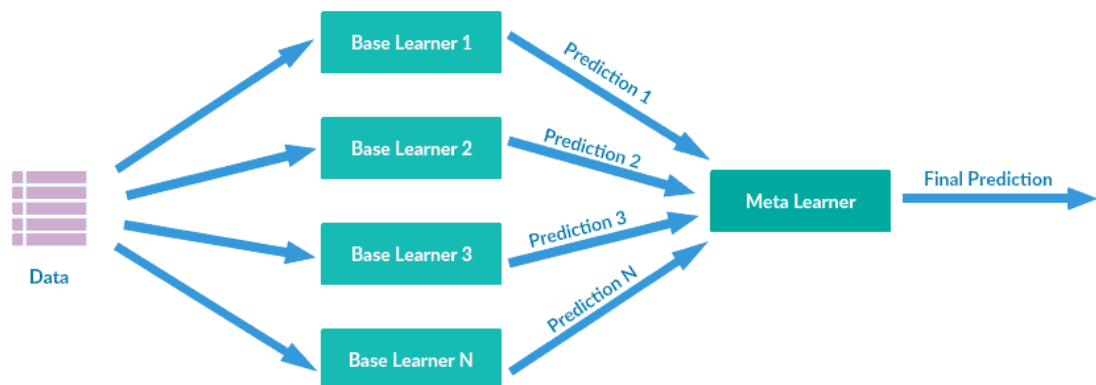 Base Learner 1
Prediction 1
Base Learner 2
Prediction 2
Data
Meta Learner
Final Prediction
Base Learner 3
Prediction 3
Base Learner N
Prediction N